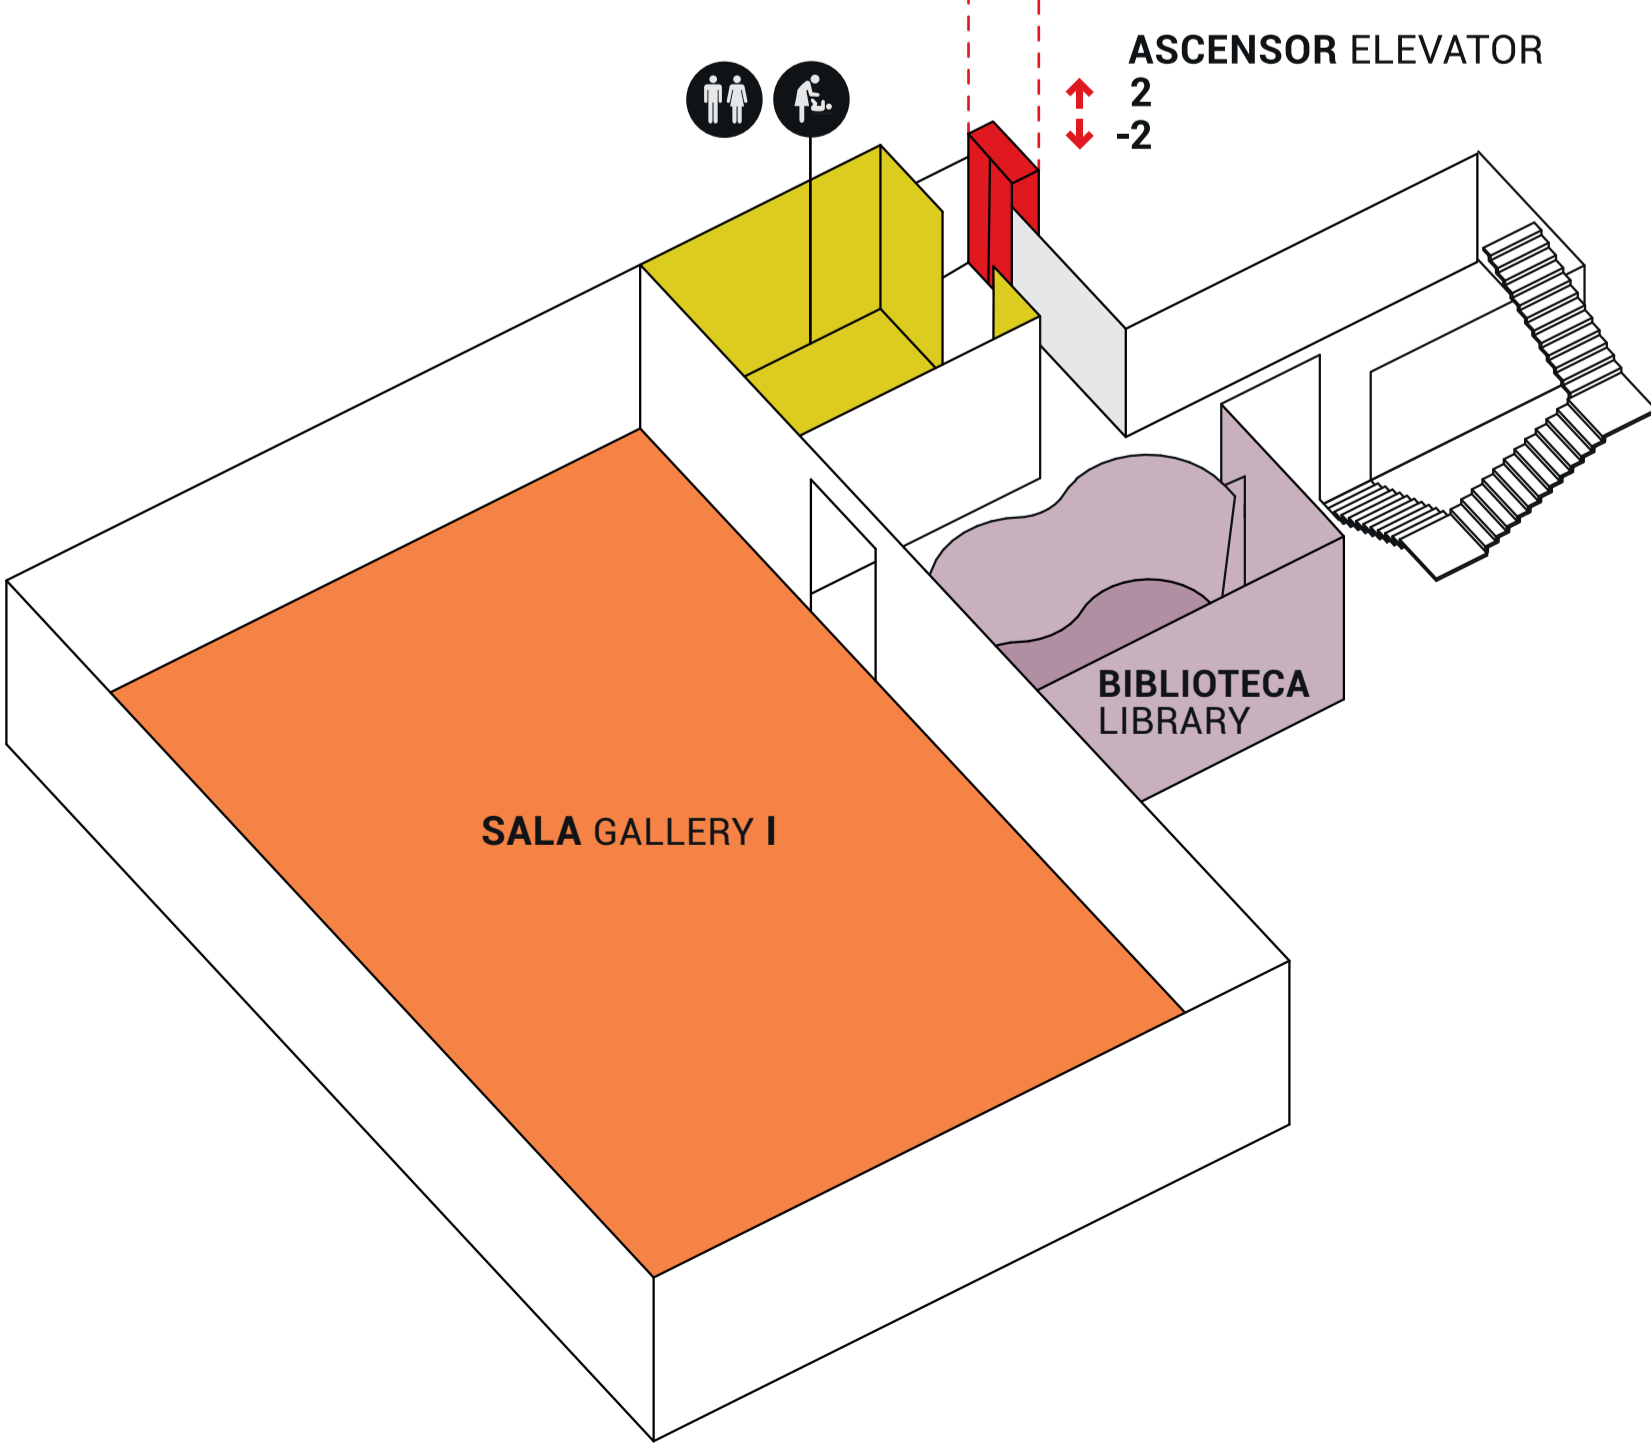 ASCENSOR ELEVATOR
2
-2
BIBLIOTECA
LIBRARY
SALA GALLERY I